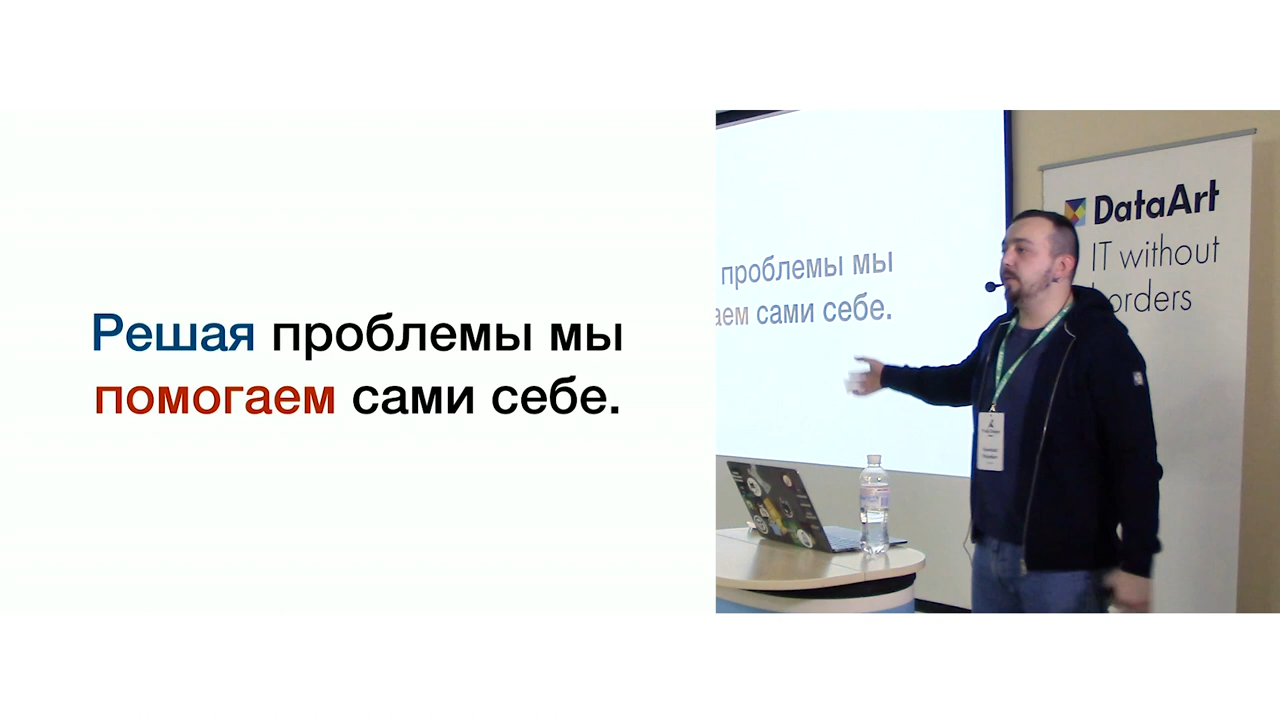 Решая проблемы мы
помогаем сами себе.
проблемы мы
аем сами себе.
DataArt
IT without
orders